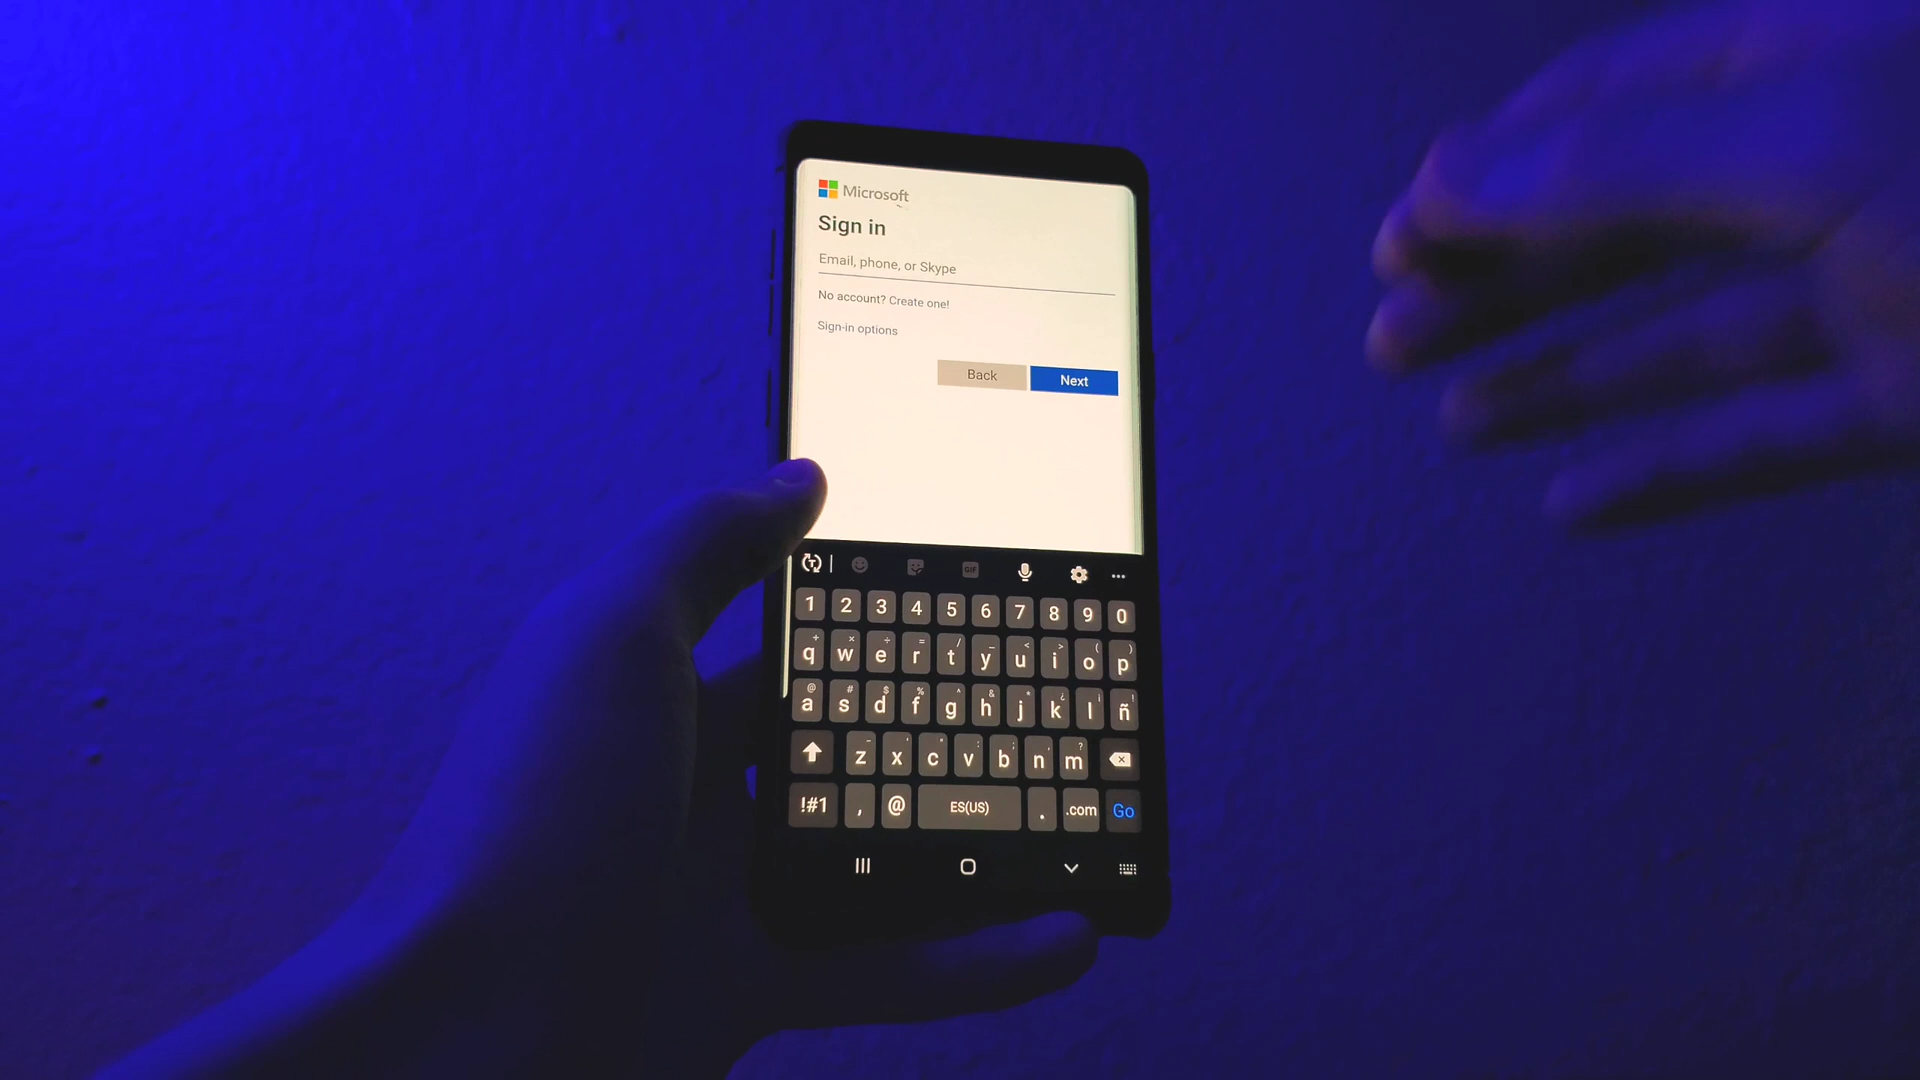 Microsoft
Sign in
Email, phone, or Skype
No account? Create one!
Sign-in options
Back Next
GIF
1 2 3 4 5 6 7 8 9 0
q w e r t y u i o p
a s d f g h j k l ñ
z x c v b n m
!#1 , @ ES(US) . .com Go